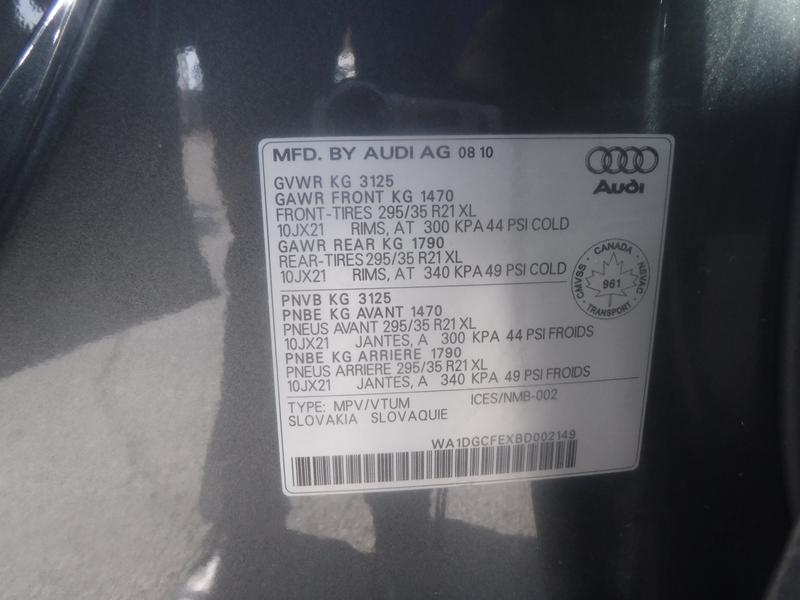 MFD. BY AUDI AG 08 10
Audi
GVWR KG 3125
GAWR FRONT KG 1470
FRONT-TIRES 295/35 R21 XL
10JX21 RIMS, AT 300 KPA 44 PSI COLD
GAWR REAR KG 1790
REAR-TIRES 295/35 R21 XL
10JX21 RIMS, AT 340 KPA 49 PSI COLD
CANADA
CMVSS
NSVAC
961
TRANSPORT
PNVB KG 3125
PNBE KG AVANT 1470
PNEUS AVANT 295/35 R21 XL
10JX21 JANTES, A 300 KPA 44 PSI FROIDS
PNBE KG ARRIERE 1790
PNEUS ARRIERE 295/35 R21 XL
10JX21 JANTES, A 340 KPA 49 PSI FROIDS
TYPE: MPV/VTUM ICES/NMB-002
SLOVAKIA SLOVAQUIE
WA1DGCFEXBD002149